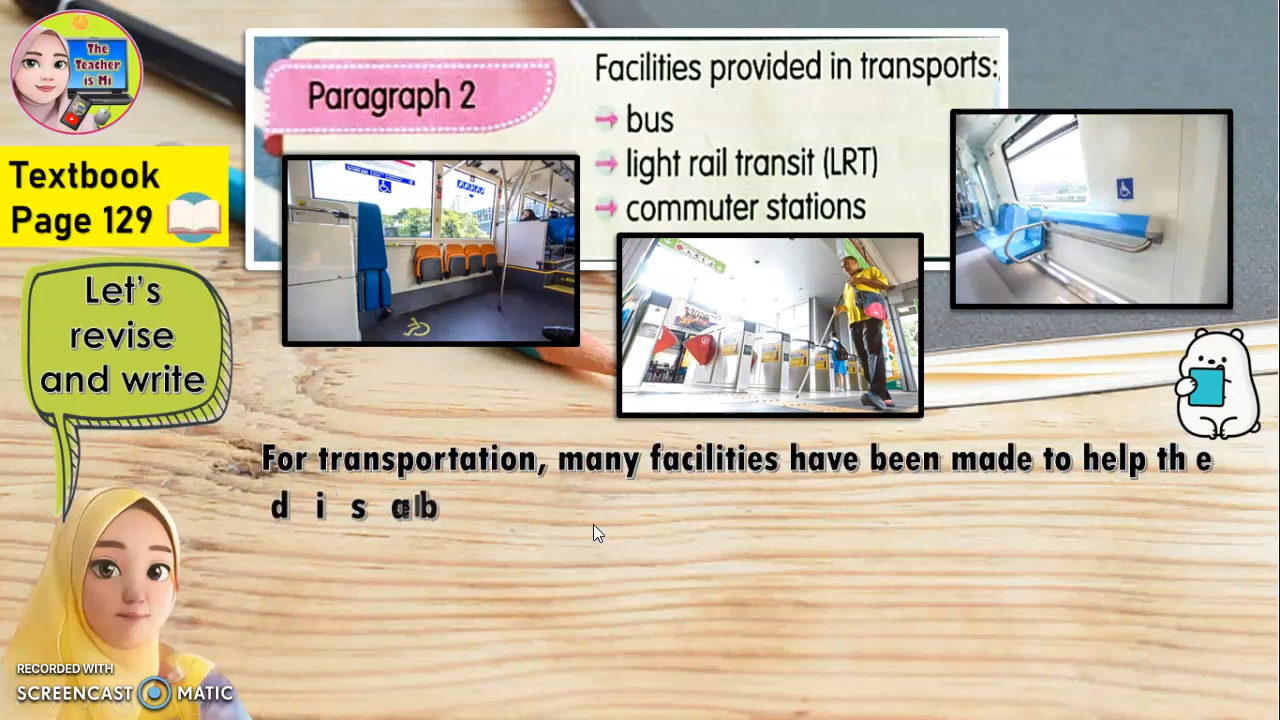 The
Teacher
is Mi
Textbook
Page 129
Let's
revise
and write
Paragraph 2
Facilities provided in transports:
bus
light rail transit (LRT)
commuter stations
For transportation, many facilities have been made to help th e
d i s
RECORDED WITH
SCREENCAST MATIC